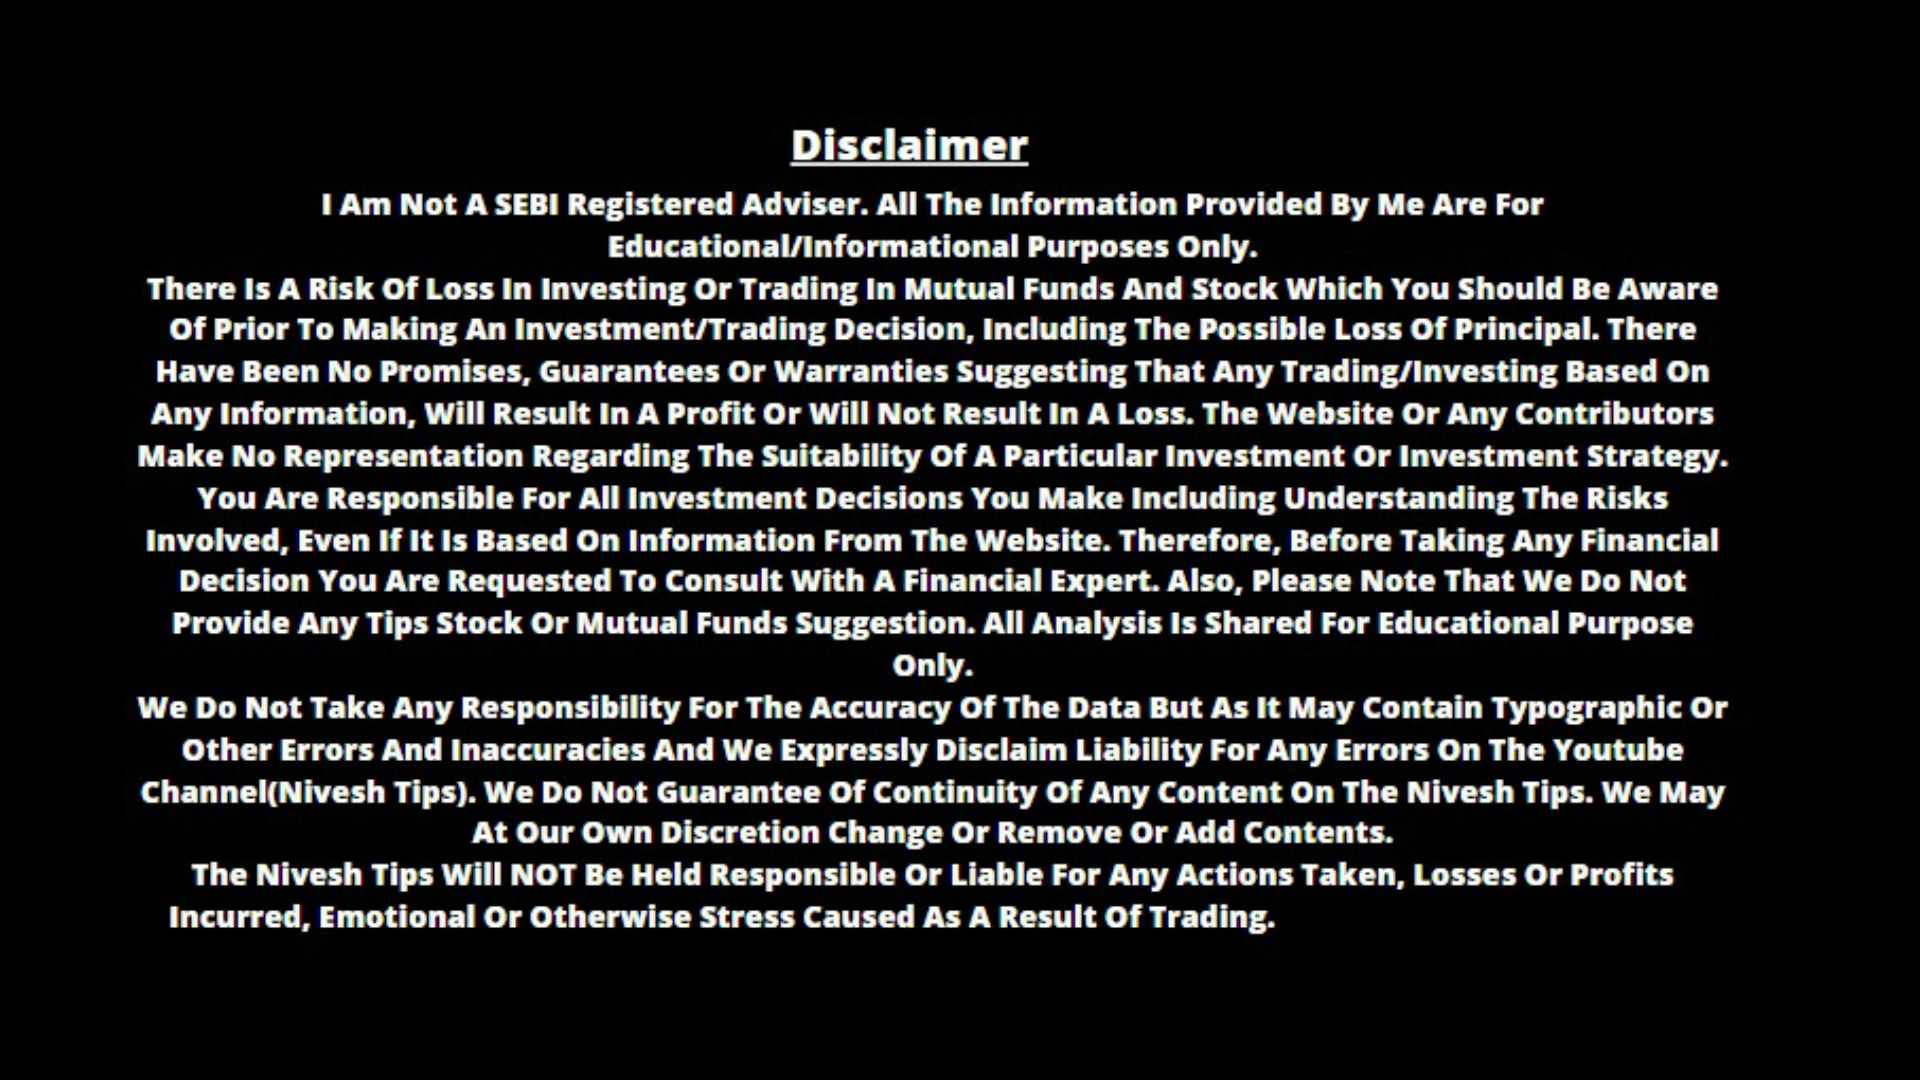 Disclaimer
I Am Not A SEBI Registered Adviser. All The Information Provided By Me Are For
Educational/Informational Purposes Only.
There Is A Risk Of Loss In Investing Or Trading In Mutual Funds And Stock Which You Should Be Aware
Of Prior To Making An Investment/Trading Decision, Including The Possible Loss Of Principal. There
Have Been No Promises, Guarantees Or Warranties Suggesting That Any Trading/Investing Based On
Any Information, Will Result In A Profit Or Will Not Result In A Loss. The Website Or Any Contributors
Make No Representation Regarding The Suitability Of A Particular Investment Or Investment Strategy.
You Are Responsible For All Investment Decisions You Make Including Understanding The Risks
Involved, Even If It Is Based On Information From The Website. Therefore, Before Taking Any Financial
Decision You Are Requested To Consult With A Financial Expert. Also, Please Note That We Do Not
Provide Any Tips Stock Or Mutual Funds Suggestion. All Analysis Is Shared For Educational Purpose
Only.
We Do Not Take Any Responsibility For The Accuracy Of The Data But As It May Contain Typographic Or
Other Errors And Inaccuracies And We Expressly Disclaim Liability For Any Errors On The Youtube
Channel(Nivesh Tips). We Do Not Guarantee Of Continuity Of Any Content On The Nivesh Tips. We May
At Our Own Discretion Change Or Remove Or Add Contents.
The Nivesh Tips Will NOT Be Held Responsible Or Liable For Any Actions Taken, Losses Or Profits
Incurred, Emotional Or Otherwise Stress Caused As A Result Of Trading.